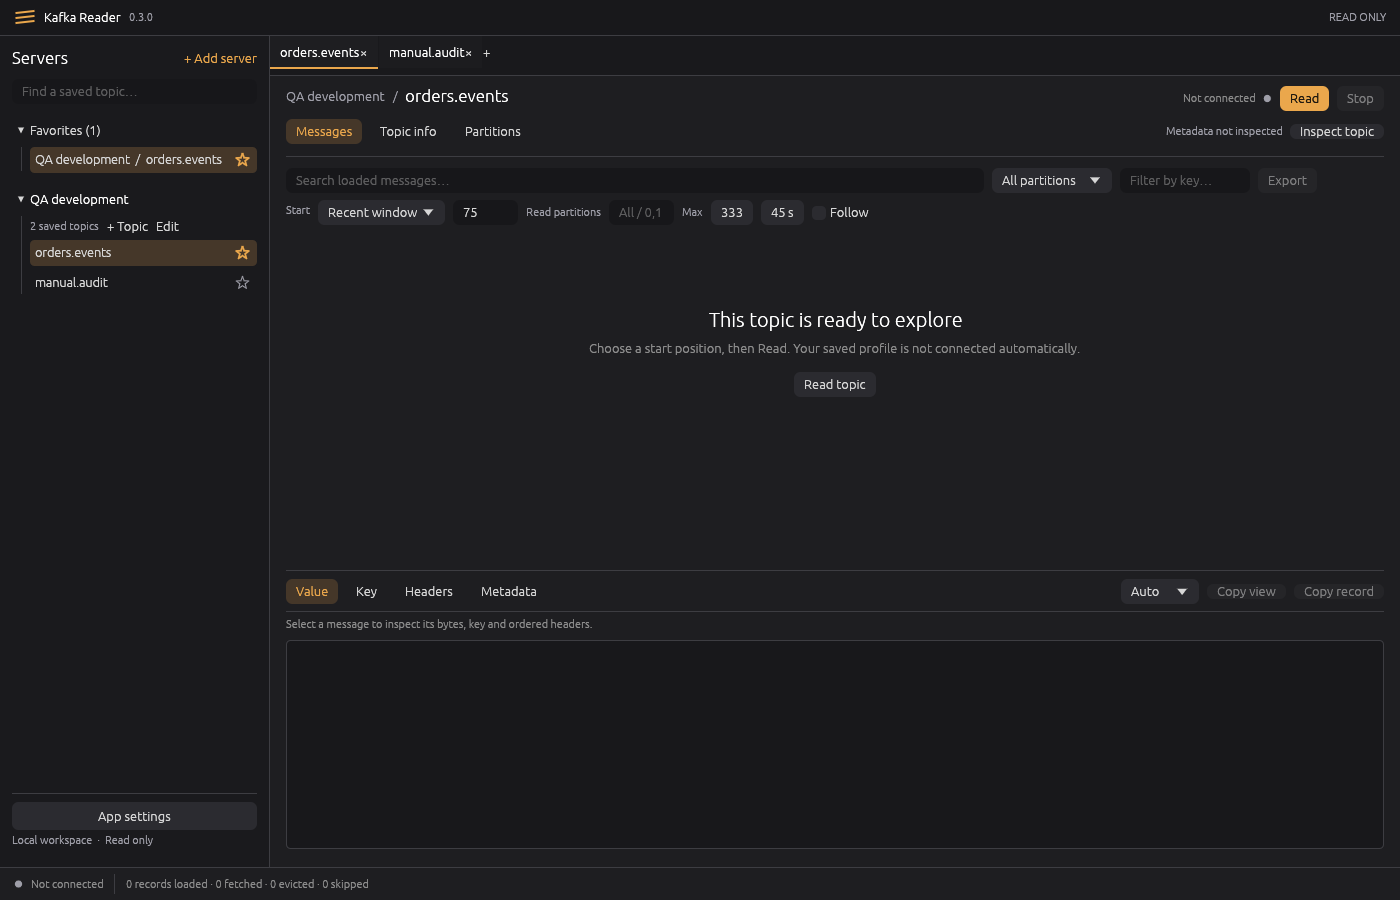 Kafka Reader 0.3.0
READ ONLY
Servers
+ Add server
Find a saved topic...
▼ Favorites (1)
QA development / orders.events
▼ QA development
2 saved topics + Topic Edit
orders.events
manual.audit
App settings
Local workspace · Read only
orders.events× manual.audit× +
QA development / orders.events
Not connected Read Stop
Messages Topic info Partitions
Metadata not inspected Inspect topic
Search loaded messages... All partitions Filter by key... Export
Start Recent window 75 Read partitions All / 0,1 Max 333 45 s Follow
This topic is ready to explore
Choose a start position, then Read. Your saved profile is not connected automatically.
Read topic
Value Key Headers Metadata
Auto Copy view Copy record
Select a message to inspect its bytes, key and ordered headers.
Not connected 0 records loaded · 0 fetched · 0 evicted · 0 skipped